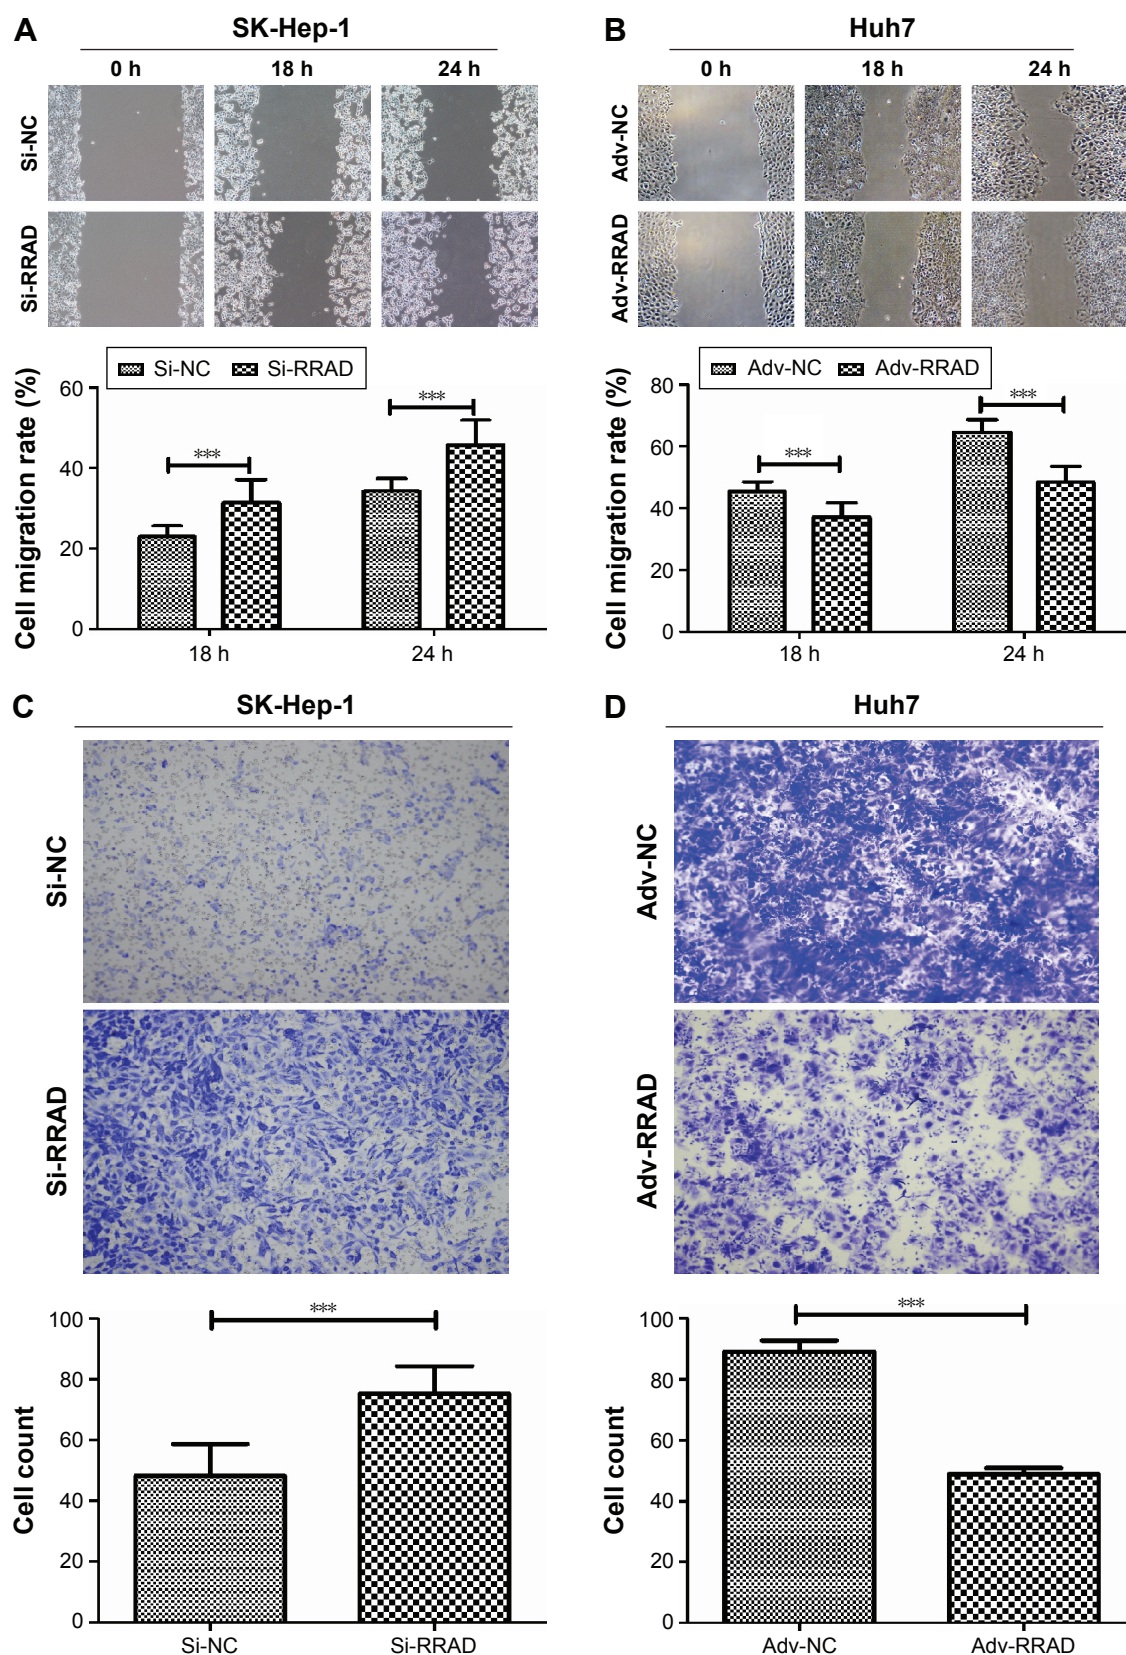 A
SK-Hep-1
0 h 18 h 24 h
Si-NC
Si-RRAD
Si-NC Si-RRAD
Cell migration rate (%)
60
40
20
0
***
***
18 h 24 h
B
Huh7
0 h 18 h 24 h
Adv-NC
Adv-RRAD
Adv-NC Adv-RRAD
Cell migration rate (%)
80
60
40
20
0
***
***
18 h 24 h
C
SK-Hep-1
Si-NC
Si-RRAD
Cell count
100
80
60
40
20
0
***
Si-NC Si-RRAD
D
Huh7
Adv-NC
Adv-RRAD
Cell count
100
80
60
40
20
0
***
Adv-NC Adv-RRAD